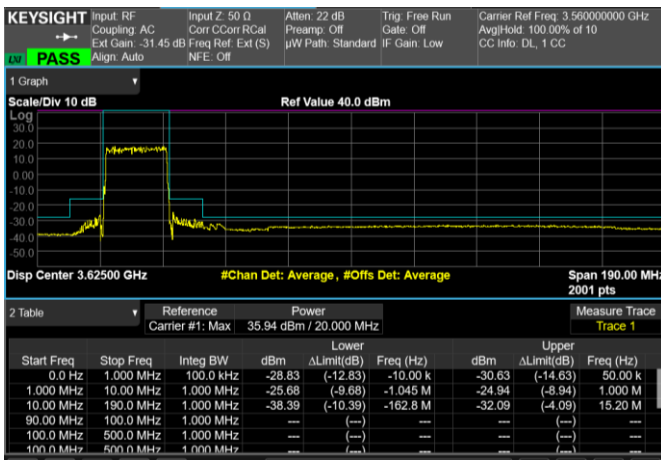 KEYSIGHT Input: RF Input Z: 50 Ω Atten: 22 dB Trig: Free Run Carrier Ref Freq: 3.560000000 GHz
Coupling: AC Corr CCorr RCal Preamp: Off Gate: Off Avg|Hold: 100.00% of 10
Ext Gain: -31.45 dB Freq Ref: Ext (S) µW Path: Standard IF Gain: Low CC Info: DL, 1 CC
LXI PASS Align: Auto NFE: Off
1 Graph
Scale/Div 10 dB Ref Value 40.0 dBm
Log
30.0
20.0
10.0
0.00
-10.0
-20.0
-30.0
-40.0
-50.0
Disp Center 3.62500 GHz #Chan Det: Average, #Offs Det: Average Span 190.00 MHz
2001 pts
2 Table Reference Power Measure Trace
Carrier #1: Max 35.94 dBm / 20.000 MHz Trace 1
Lower Upper
Start Freq Stop Freq Integ BW dBm ΔLimit(dB) Freq (Hz) dBm ΔLimit(dB) Freq (Hz)
0.0 Hz 1.000 MHz 100.0 kHz -28.83 (-12.83) -10.00 k -30.63 (-14.63) 50.00 k
1.000 MHz 10.00 MHz 1.000 MHz -25.68 (-9.68) -1.045 M -24.94 (-8.94) 1.000 M
10.00 MHz 190.0 MHz 1.000 MHz -38.39 (-10.39) -162.8 M -32.09 (-4.09) 15.20 M
90.00 MHz 100.0 MHz 1.000 MHz --- (---) --- --- (---) ---
100.0 MHz 500.0 MHz 1.000 MHz --- (---) --- --- (---) ---
100.0 MHz 500.0 MHz 1.000 MHz --- (---) --- --- (---) ---